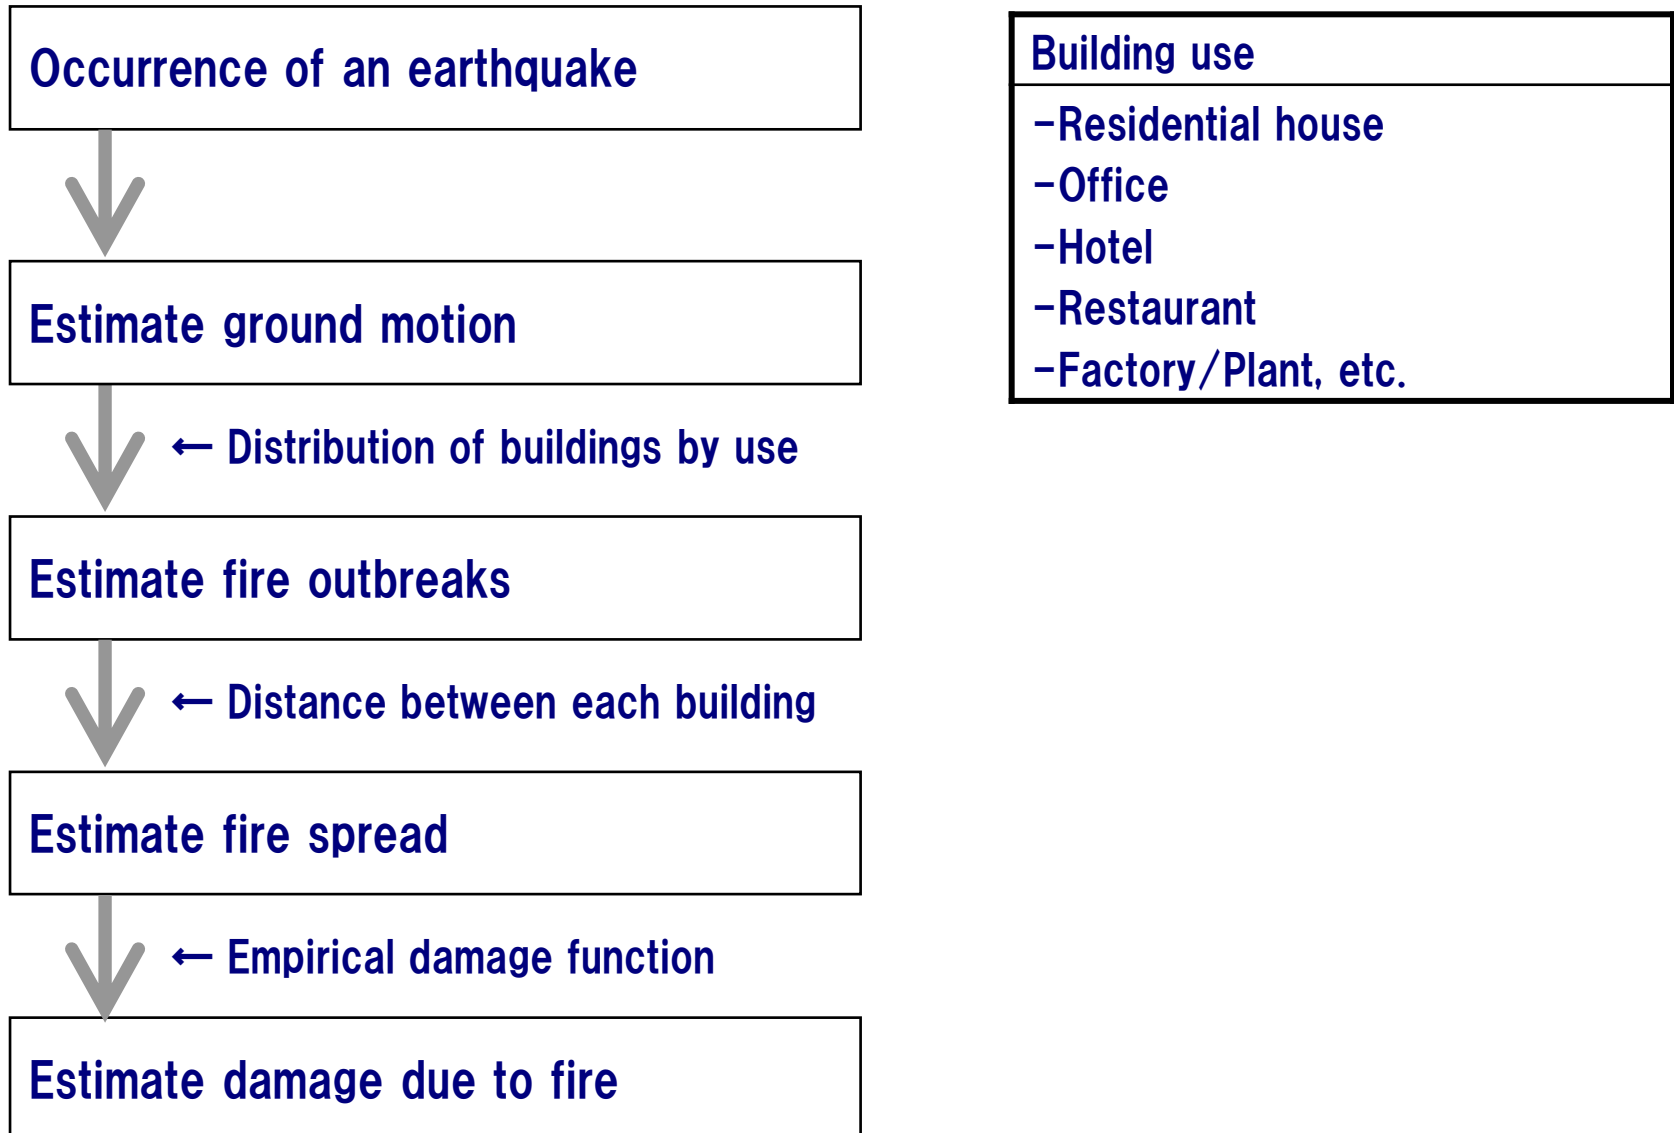 Occurrence of an earthquake
Estimate ground motion
← Distribution of buildings by use
Estimate fire outbreaks
← Distance between each building
Estimate fire spread
← Empirical damage function
Estimate damage due to fire
Building use
-Residential house
-Office
-Hotel
-Restaurant
-Factory/Plant, etc.